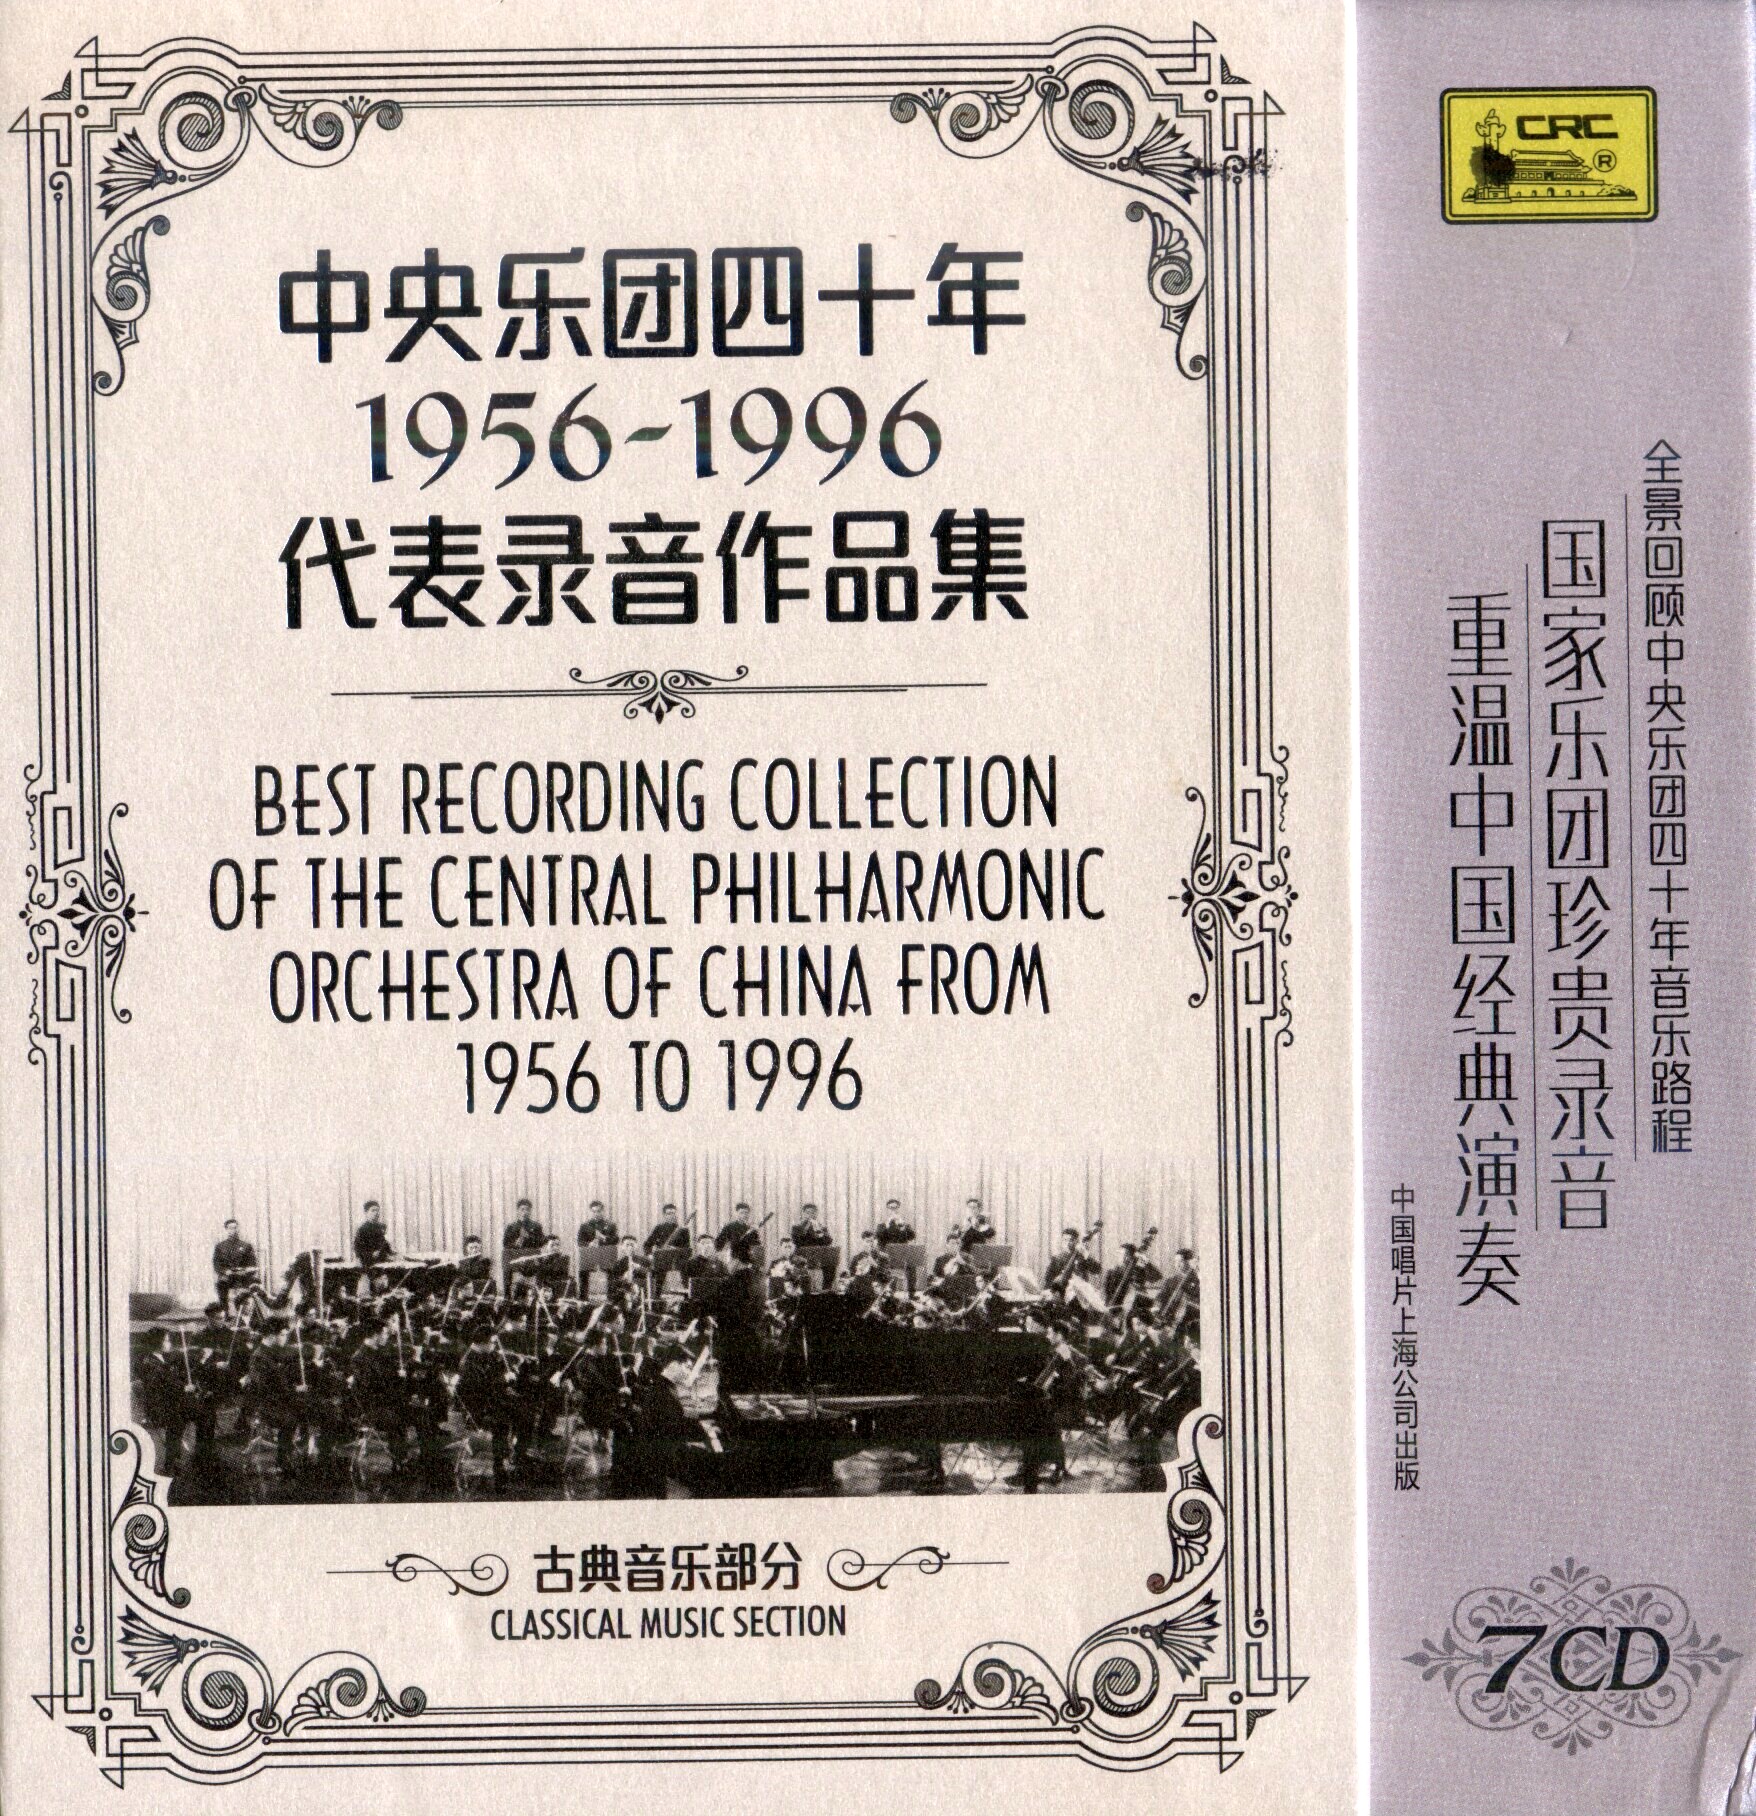 中央乐团四十年
1956-1996
代表录音作品集
BEST RECORDING COLLECTION
OF THE CENTRAL PHILHARMONIC
ORCHESTRA OF CHINA FROM
1956 TO 1996
古典音乐部分
CLASSICAL MUSIC SECTION
CRC
®
全景回顾中央乐团四十年音乐路程
国家乐团珍贵录音
重温中国经典演奏
中国唱片上海公司出版
7CD